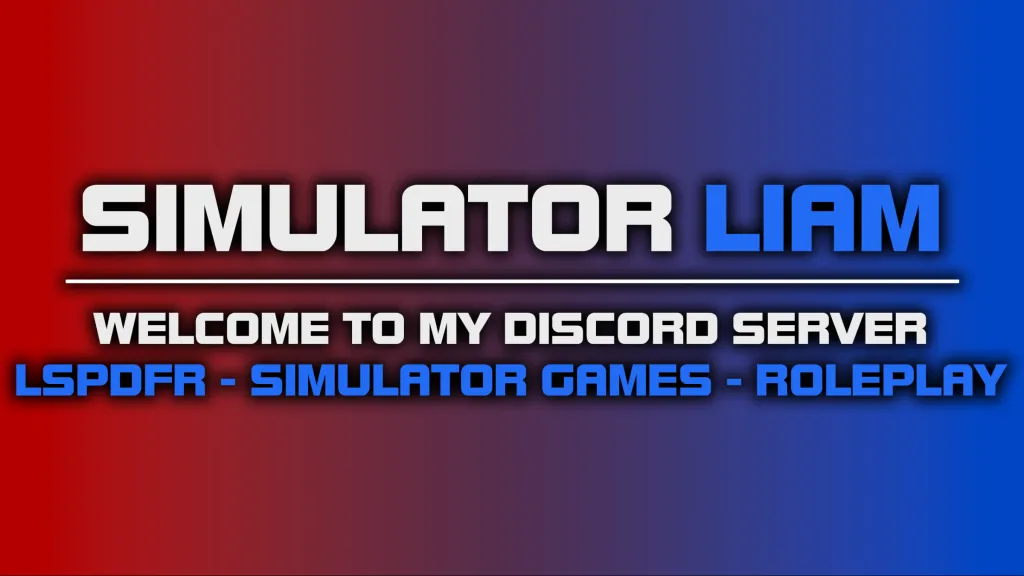 SIMULATOR LIAM
WELCOME TO MY DISCORD SERVER
LSPDFR - SIMULATOR GAMES - ROLEPLAY